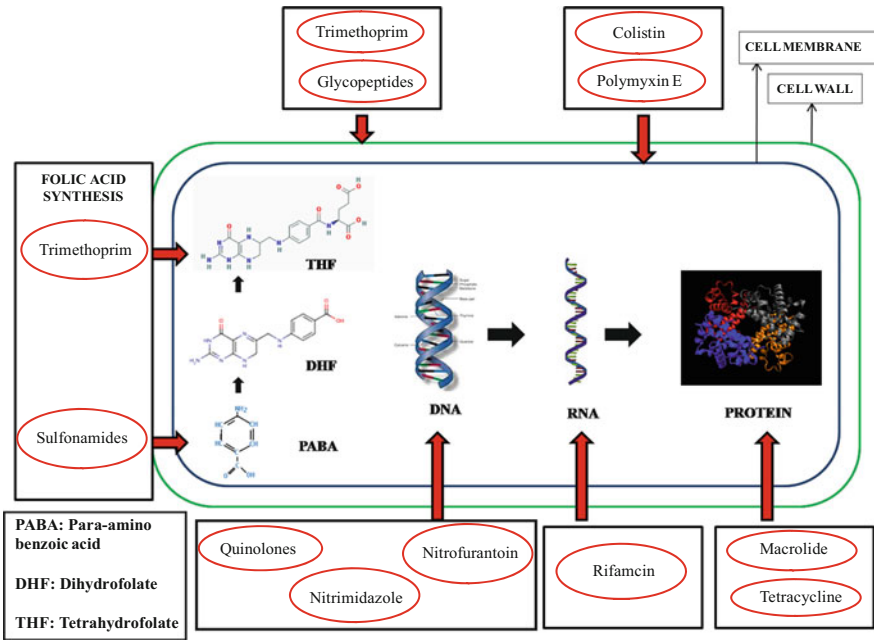 Trimethoprim
Glycopeptides
Colistin
Polymyxin E
CELL MEMBRANE
CELL WALL
FOLIC ACID
SYNTHESIS
Trimethoprim
Sulfonamides
THF
DHF
PABA
DNA
RNA
PROTEIN
PABA: Para-amino
benzoic acid
DHF: Dihydrofolate
THF: Tetrahydrofolate
Quinolones
Nitrofurantoin
Nitrimidazole
Rifamcin
Macrolide
Tetracycline